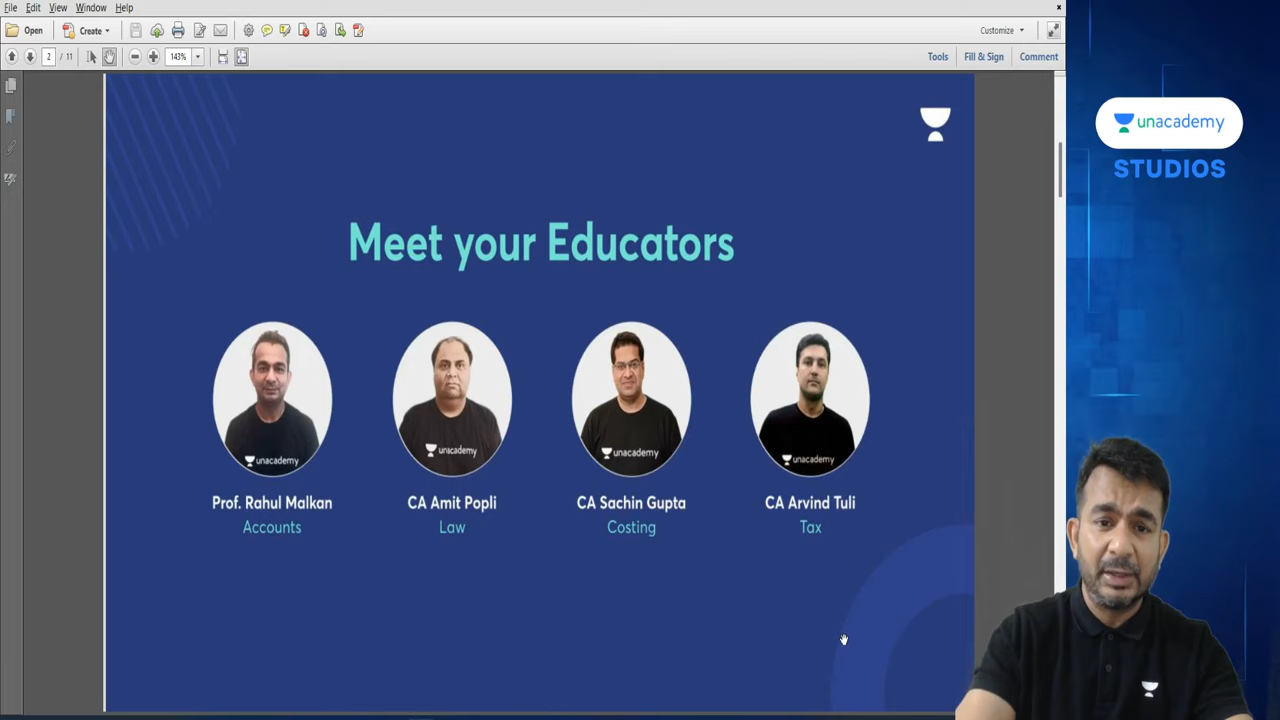 File Edit View Window Help
Open Create Customize
2 / 11 143% Tools Fill & Sign Comment
unacademy
STUDIOS
Meet your Educators
unacademy unacademy unacademy unacademy
Prof. Rahul Malkan CA Amit Popli CA Sachin Gupta CA Arvind Tuli
Accounts Law Costing Tax